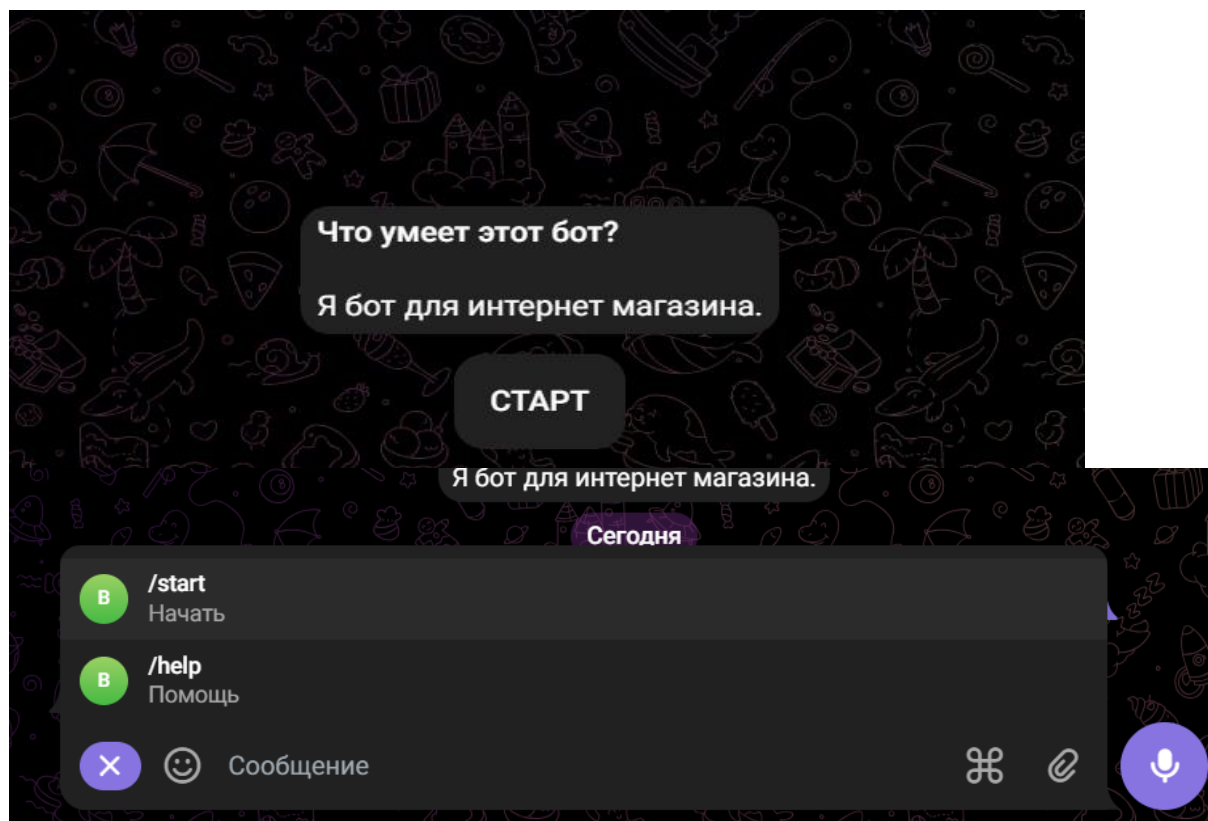 Что умеет этот бот?
Я бот для интернет магазина.
СТАРТ
Я бот для интернет магазина.
Сегодня
B
/start
Начать
B
/help
Помощь
Сообщение